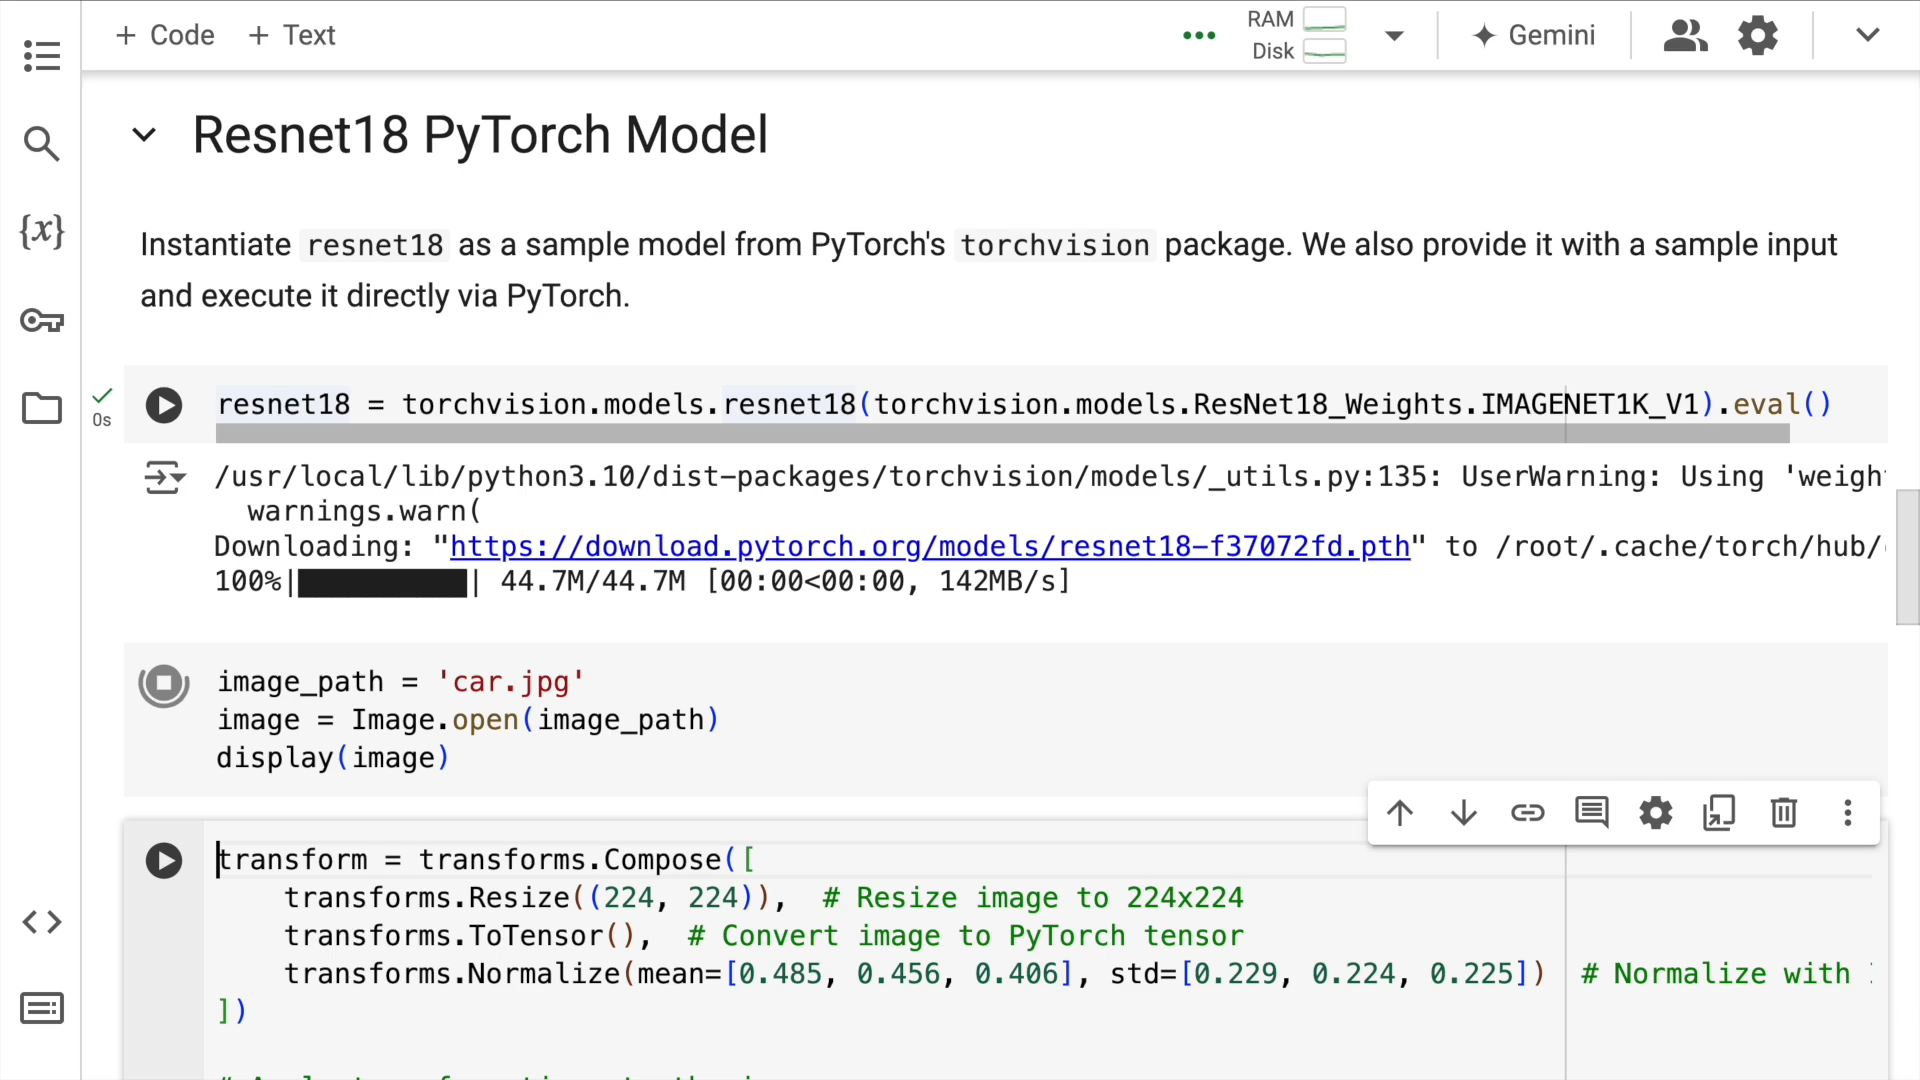 + Code + Text
RAM
Disk
Gemini
Resnet18 PyTorch Model
{x}
Instantiate resnet18 as a sample model from PyTorch's torchvision package. We also provide it with a sample input
and execute it directly via PyTorch.
0s
resnet18 = torchvision.models.resnet18(torchvision.models.ResNet18_Weights.IMAGENET1K_V1).eval()
/usr/local/lib/python3.10/dist-packages/torchvision/models/_utils.py:135: UserWarning: Using 'weigh
warnings.warn(
Downloading: "https://download.pytorch.org/models/resnet18-f37072fd.pth" to /root/.cache/torch/hub/
100%| | 44.7M/44.7M [00:00<00:00, 142MB/s]
image_path = 'car.jpg'
image = Image.open(image_path)
display(image)
transform = transforms.Compose([
transforms.Resize((224, 224)), # Resize image to 224x224
transforms.ToTensor(), # Convert image to PyTorch tensor
transforms.Normalize(mean=[0.485, 0.456, 0.406], std=[0.229, 0.224, 0.225]) # Normalize with
])